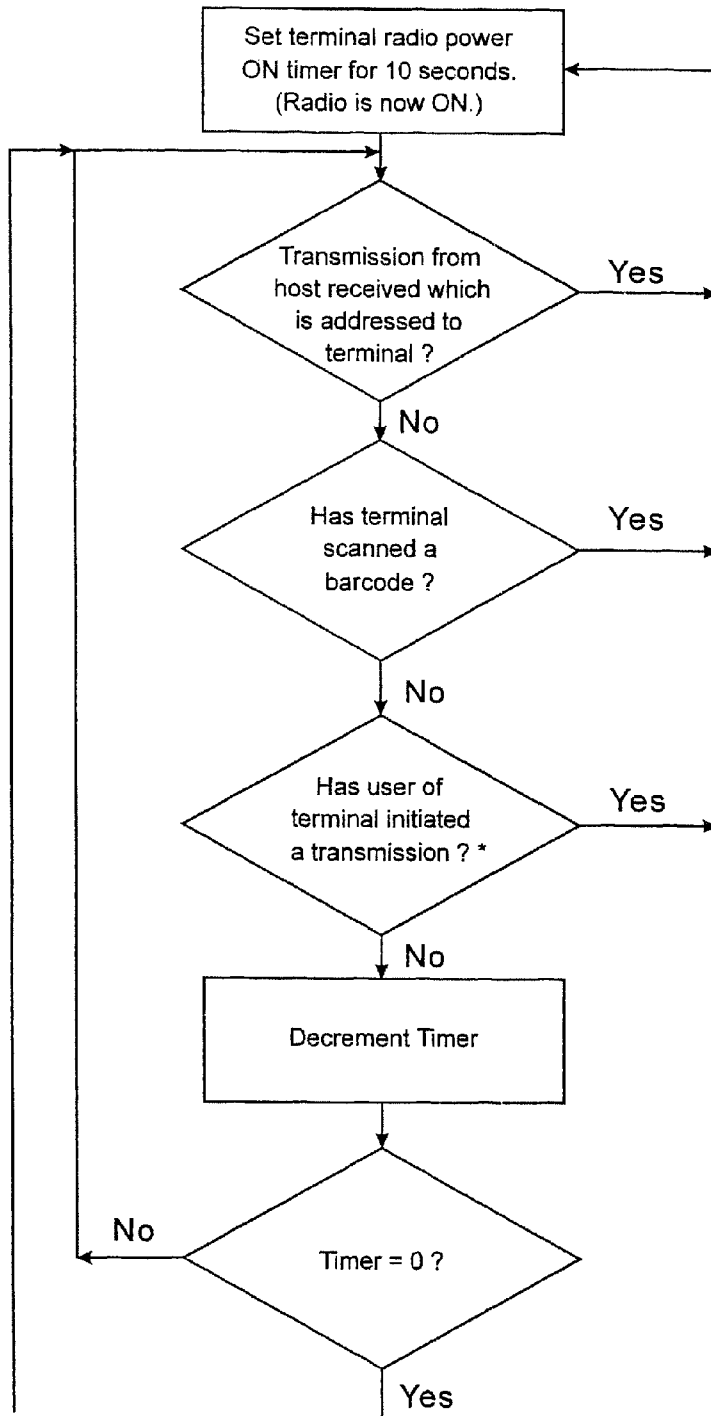 Set terminal radio power
ON timer for 10 seconds.
(Radio is now ON.)
Transmission from
host received which
is addressed to
terminal ?
Yes
No
Has terminal
scanned a
barcode ?
Yes
No
Has user of
terminal initiated
a transmission ? *
Yes
No
Decrement Timer
No
Timer = 0 ?
Yes